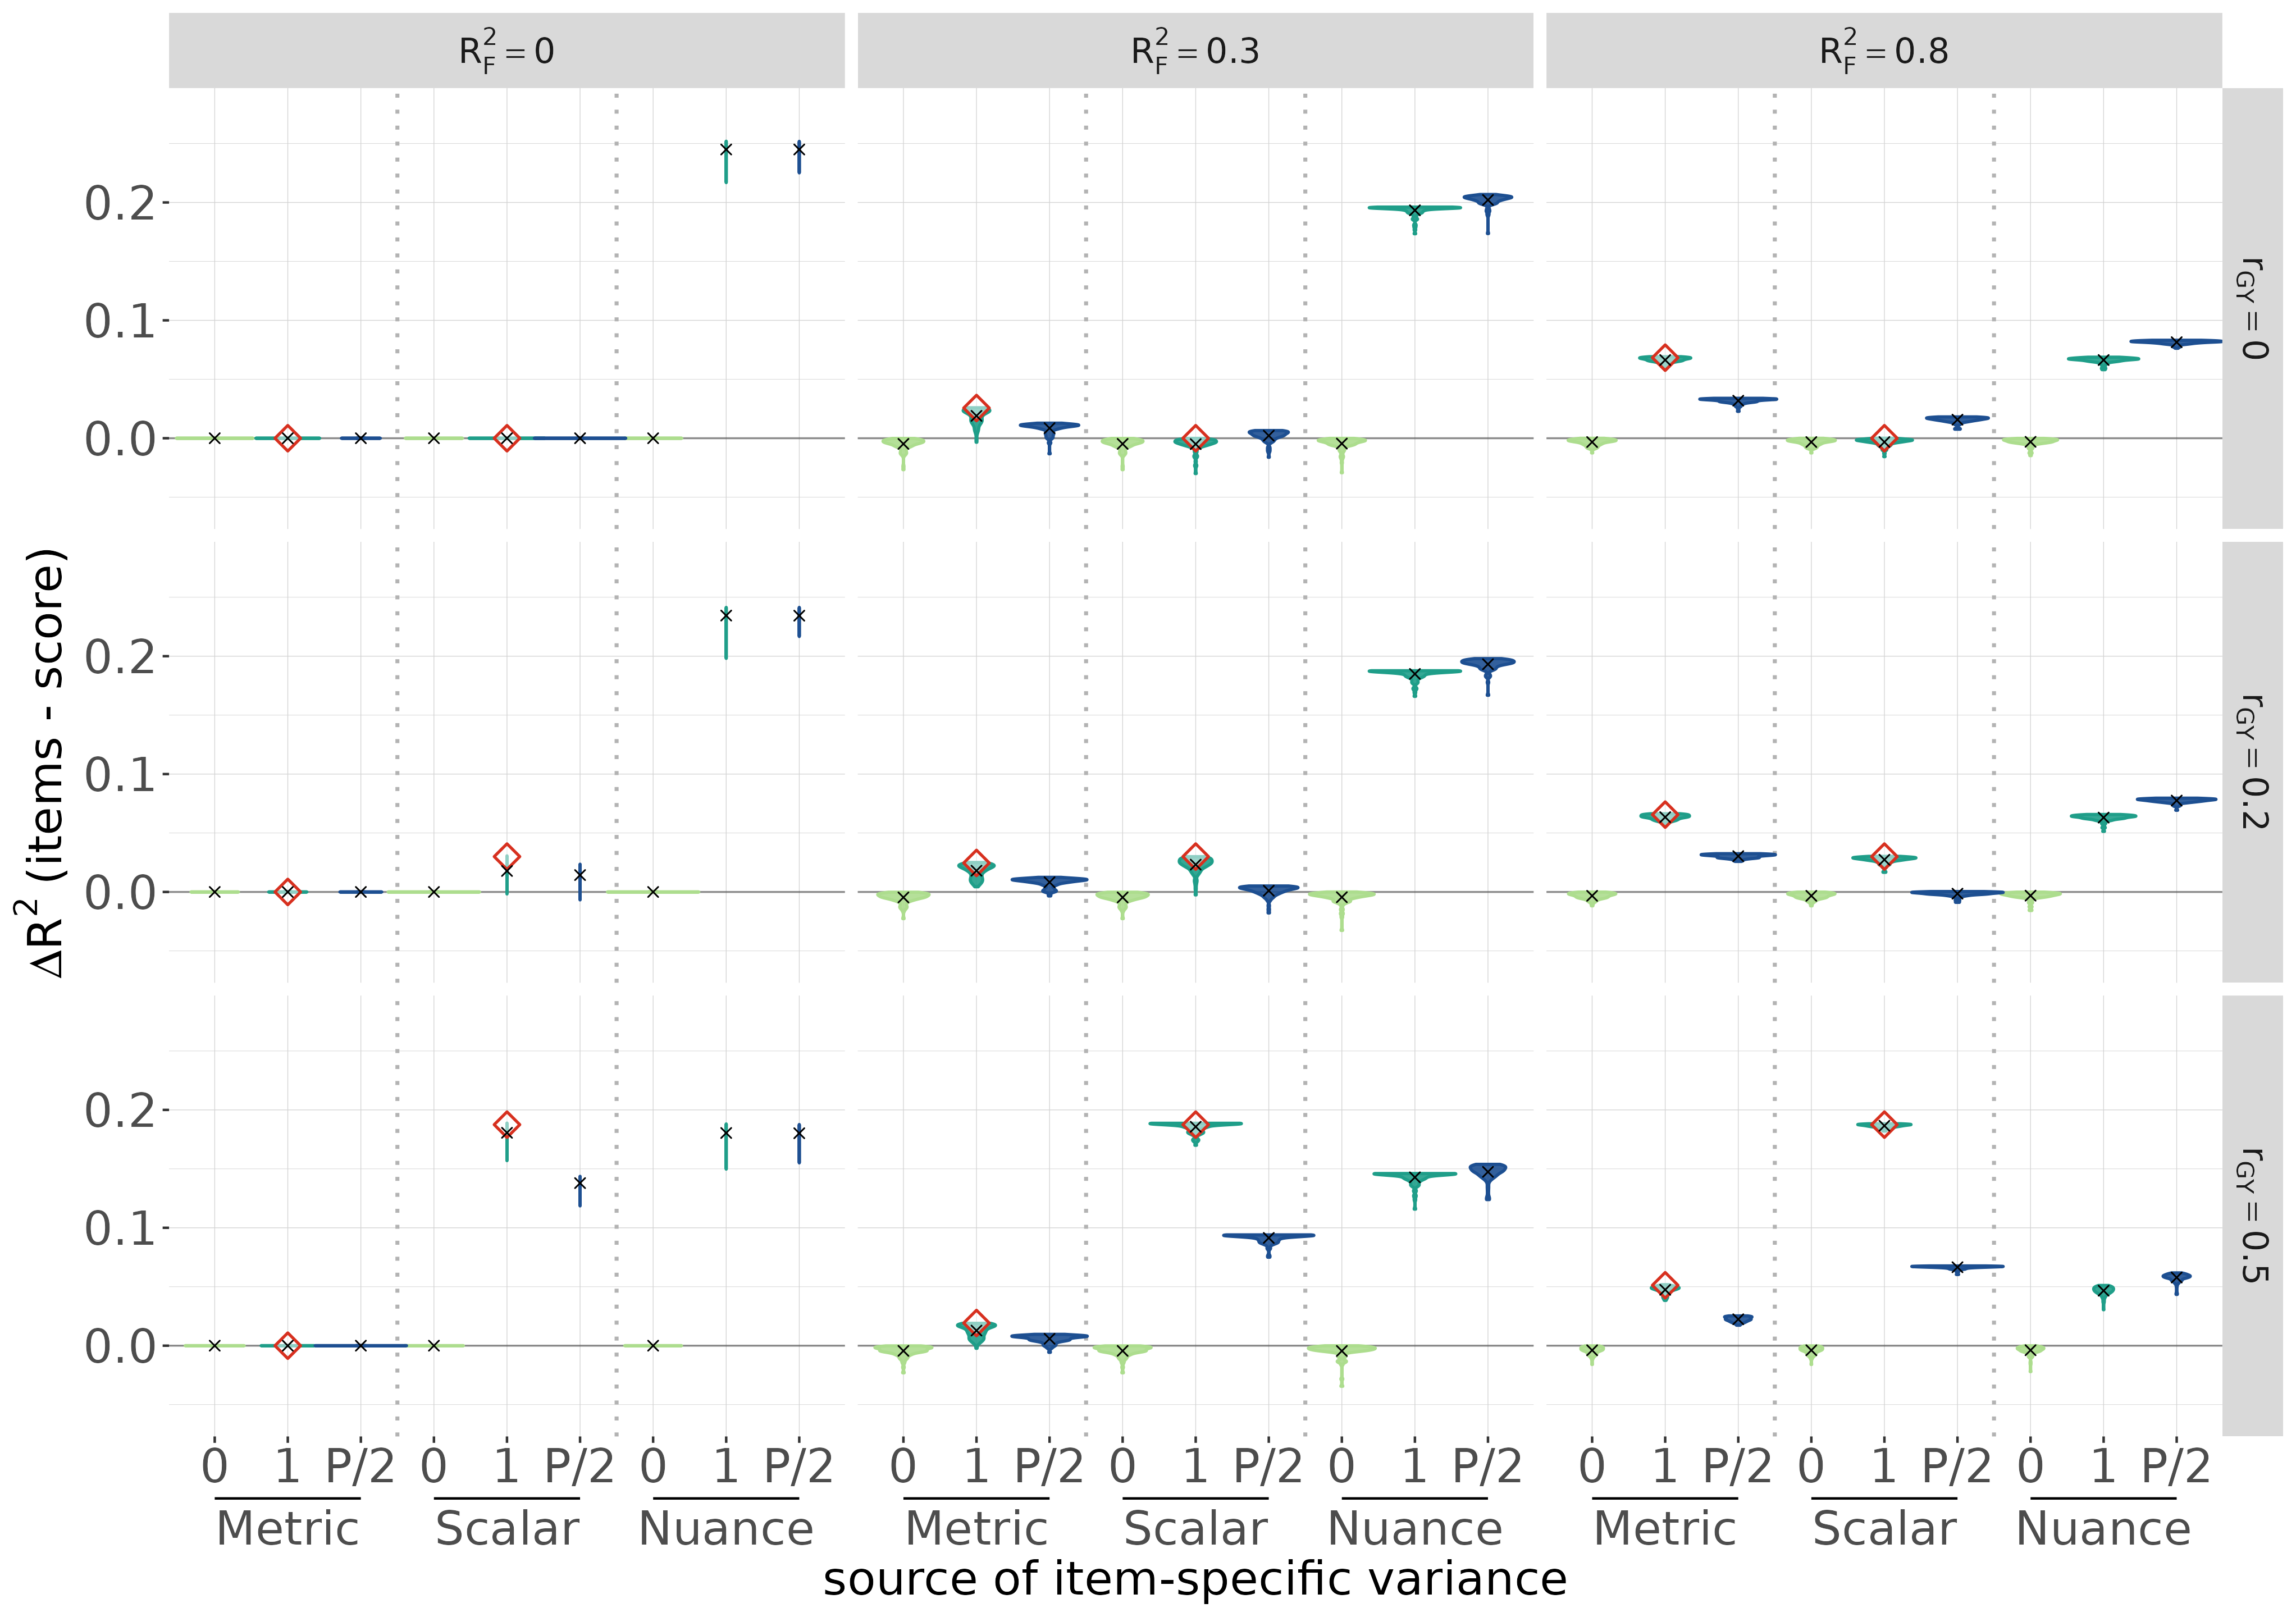 R²F = 0 R²F = 0.3 R²F = 0.8
rGY = 0
rGY = 0.2
rGY = 0.5
ΔR² (items - score)
0.2
0.1
0.0
0.2
0.1
0.0
0.2
0.1
0.0
0 1 P/2 0 1 P/2 0 1 P/2 0 1 P/2 0 1 P/2 0 1 P/2 0 1 P/2 0 1 P/2 0 1 P/2
Metric Scalar Nuance Metric Scalar Nuance Metric Scalar Nuance
source of item-specific variance